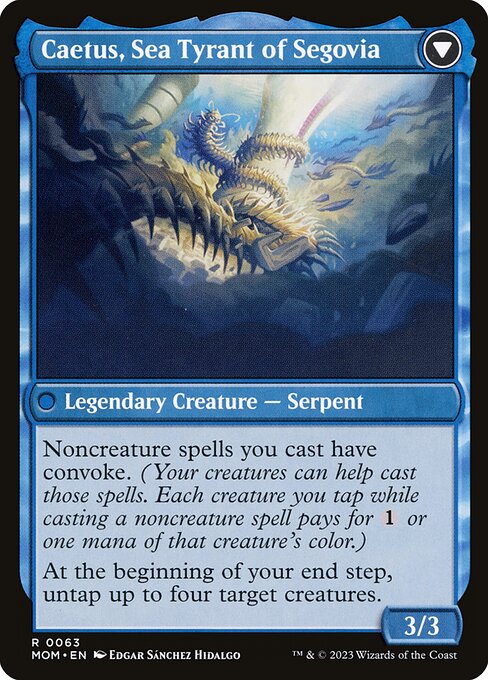 Caetus, Sea Tyrant of Segovia
Legendary Creature — Serpent
Noncreature spells you cast have
convoke. (Your creatures can help cast
those spells. Each creature you tap while
casting a noncreature spell pays for 1 or
one mana of that creature's color.)
At the beginning of your end step,
untap up to four target creatures.
3/3
R 0063
MOM • EN Edgar Sánchez Hidalgo
™ & © 2023 Wizards of the Coast